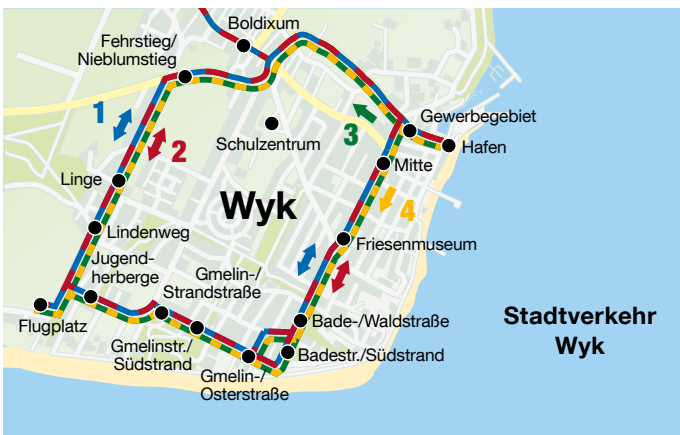 Boldixum
Fehrstieg/
Nieblumstieg
1
2
3
Gewerbegebiet
Schulzentrum
Hafen
Mitte
Linge
Wyk
4
Lindenweg
Friesenmuseum
Jugend-
herberge
Gmelin-/
Strandstraße
Flugplatz
Bade-/Waldstraße
Stadtverkehr
Wyk
Gmelinstr./
Südstrand
Badestr./Südstrand
Gmelin-/
Osterstraße